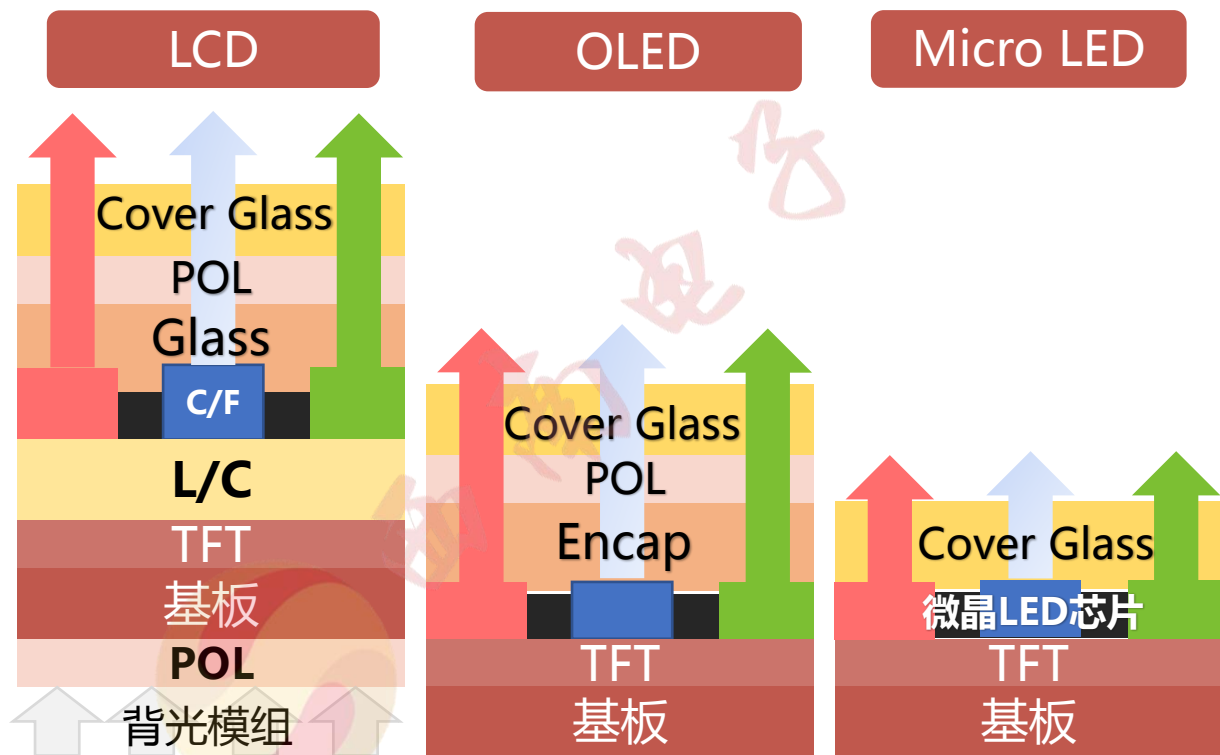 LCD
Cover Glass
POL
Glass
C/F
L/C
TFT
基板
POL
背光模组
OLED
Cover Glass
POL
Encap
TFT
基板
Micro LED
Cover Glass
微晶LED芯片
TFT
基板